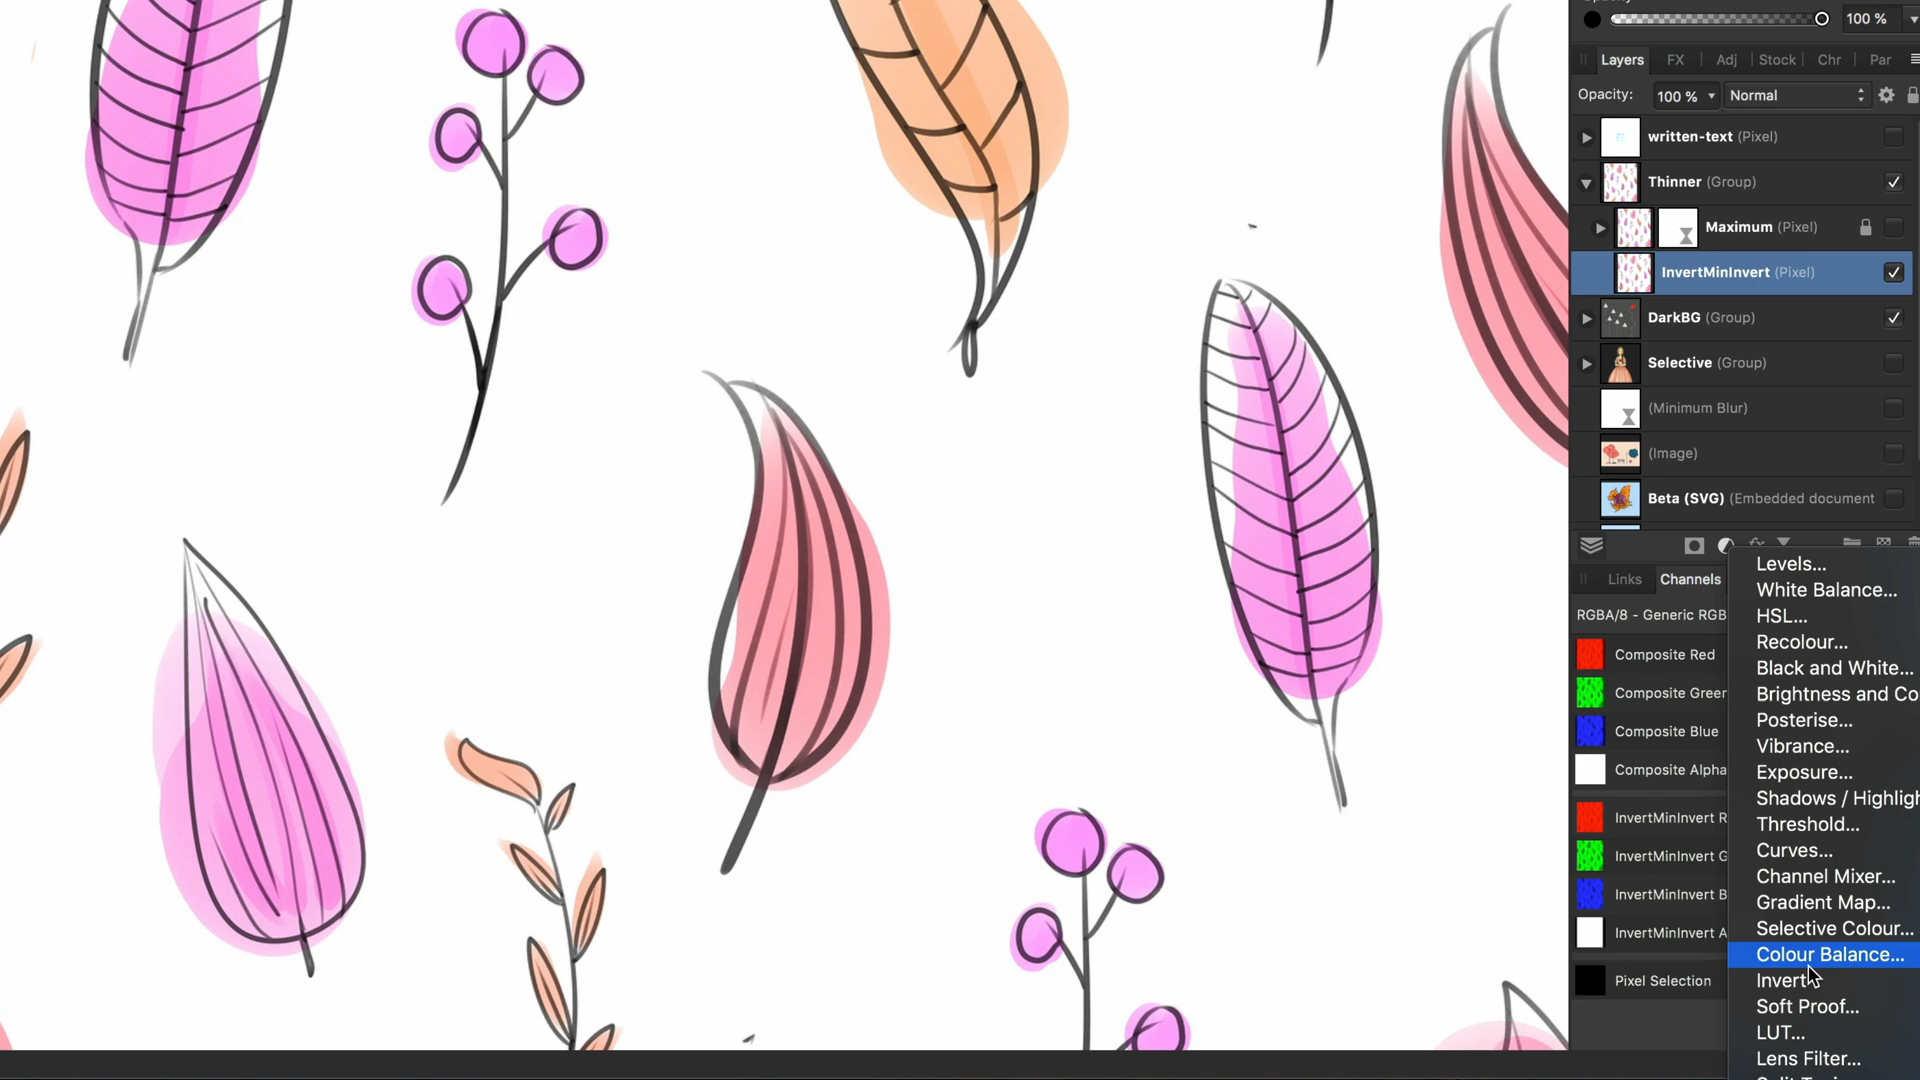 100 %
Layers FX Adj Stock Chr Par
Opacity: 100 % Normal
written-text (Pixel)
Thinner (Group)
Maximum (Pixel)
InvertMinInvert (Pixel)
DarkBG (Group)
Selective (Group)
(Minimum Blur)
(Image)
Beta (SVG) (Embedded document
Links Channels
RGBA/8 - Generic RGB
Composite Red
Composite Green
Composite Blue
Composite Alpha
InvertMinInvert R
InvertMinInvert G
InvertMinInvert B
InvertMinInvert A
Pixel Selection
Levels...
White Balance...
HSL...
Recolour...
Black and White...
Brightness and Co
Posterise...
Vibrance...
Exposure...
Shadows / Highligh
Threshold...
Curves...
Channel Mixer...
Gradient Map...
Selective Colour...
Colour Balance...
Invert
Soft Proof...
LUT...
Lens Filter...